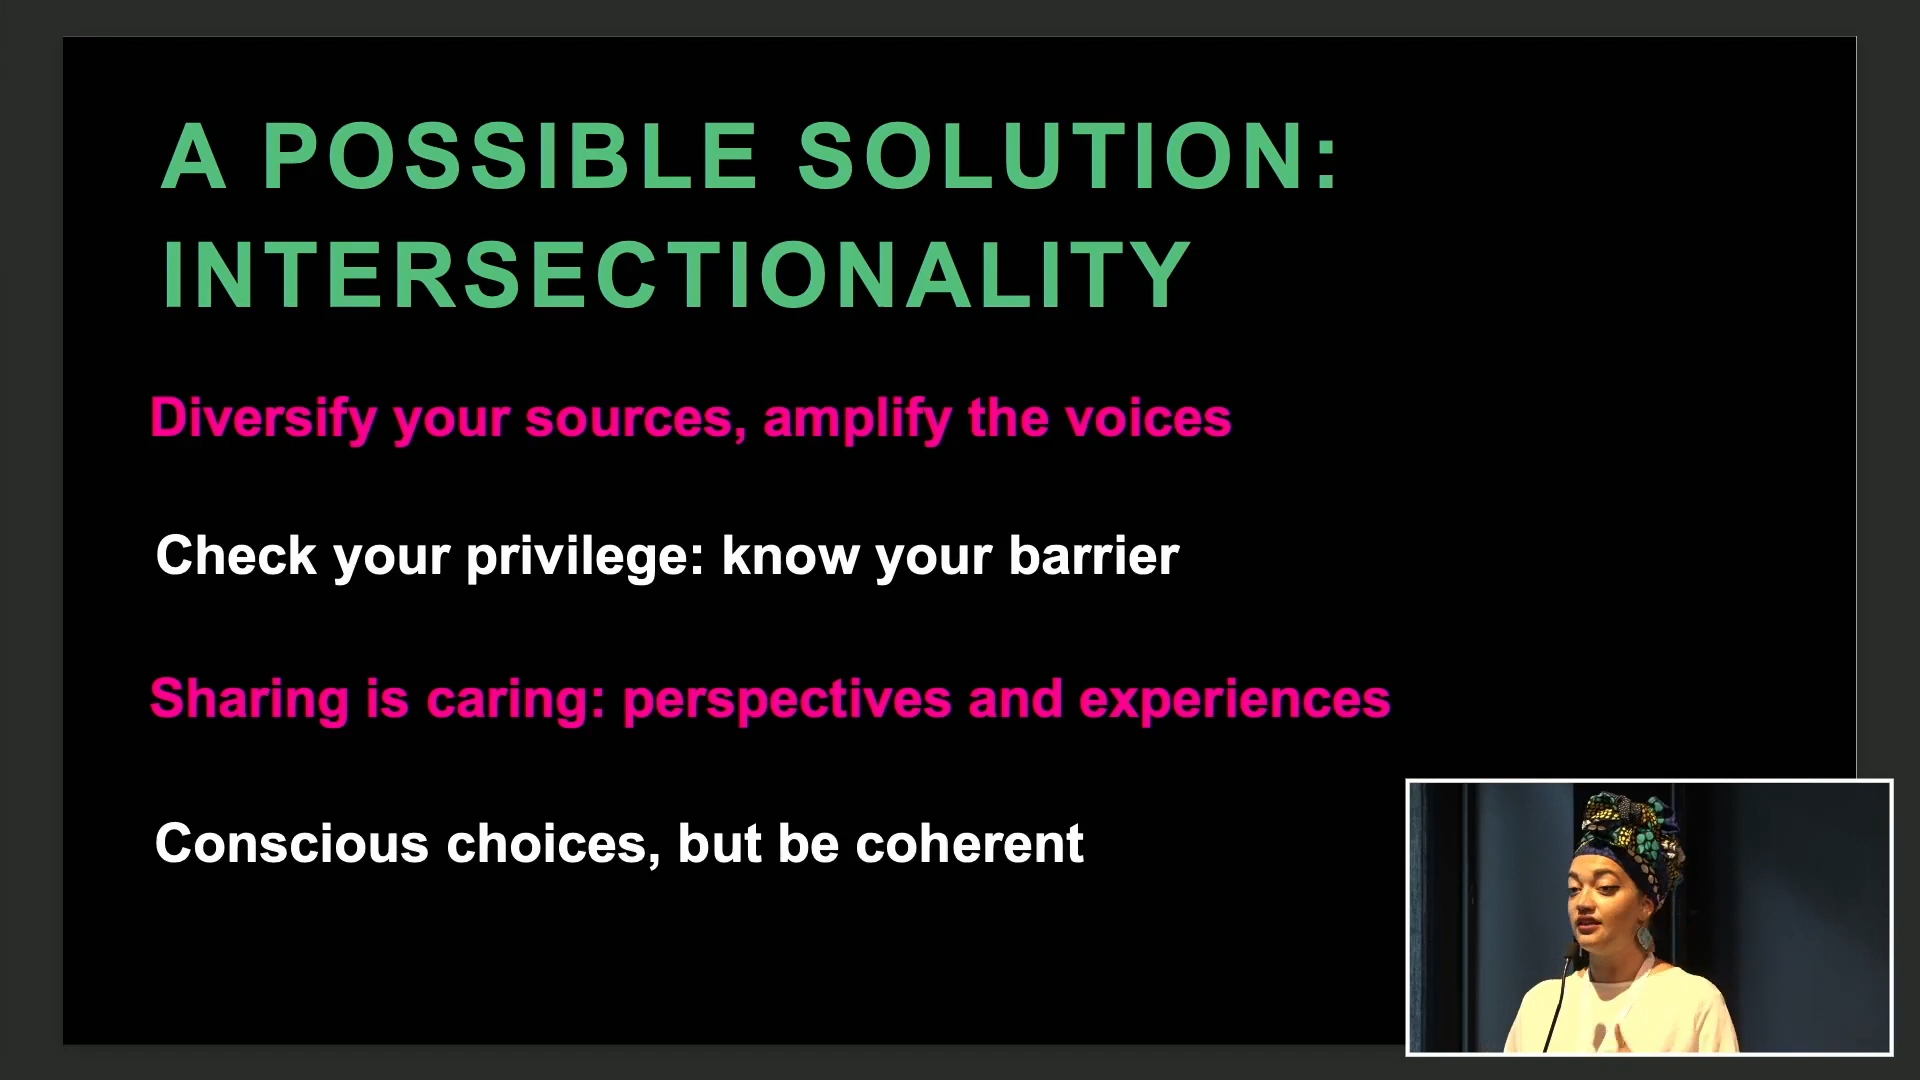 A POSSIBLE SOLUTION:
INTERSECTIONALITY
Diversify your sources, amplify the voices
Check your privilege: know your barrier
Sharing is caring: perspectives and experiences
Conscious choices, but be coherent